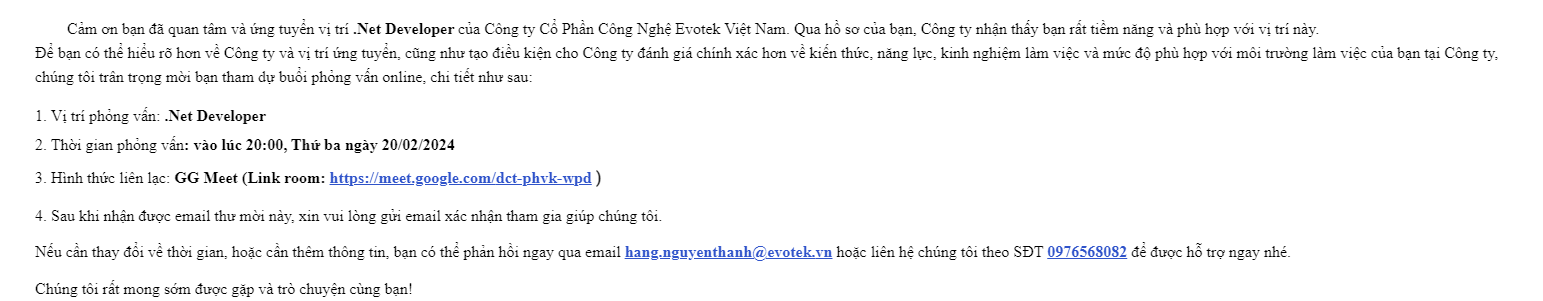 Cảm ơn bạn đã quan tâm và ứng tuyển vị trí .Net Developer của Công ty Cổ Phần Công Nghệ Evotek Việt Nam. Qua hồ sơ của bạn, Công ty nhận thấy bạn rất tiềm năng và phù hợp với vị trí này.
Để bạn có thể hiểu rõ hơn về Công ty và vị trí ứng tuyển, cũng như tạo điều kiện cho Công ty đánh giá chính xác hơn về kiến thức, năng lực, kinh nghiệm làm việc và mức độ phù hợp với môi trường làm việc của bạn tại Công ty,
chúng tôi trân trọng mời bạn tham dự buổi phỏng vấn online, chi tiết như sau:
1. Vị trí phỏng vấn: .Net Developer
2. Thời gian phỏng vấn: vào lúc 20:00, Thứ ba ngày 20/02/2024
3. Hình thức liên lạc: GG Meet (Link room: https://meet.google.com/dct-phvk-wpd )
4. Sau khi nhận được email thư mời này, xin vui lòng gửi email xác nhận tham gia giúp chúng tôi.
Nếu cần thay đổi về thời gian, hoặc cần thêm thông tin, bạn có thể phản hồi ngay qua email hang.nguyenthanh@evotek.vn hoặc liên hệ chúng tôi theo SĐT 0976568082 để được hỗ trợ ngay nhé.
Chúng tôi rất mong sớm được gặp và trò chuyện cùng bạn!